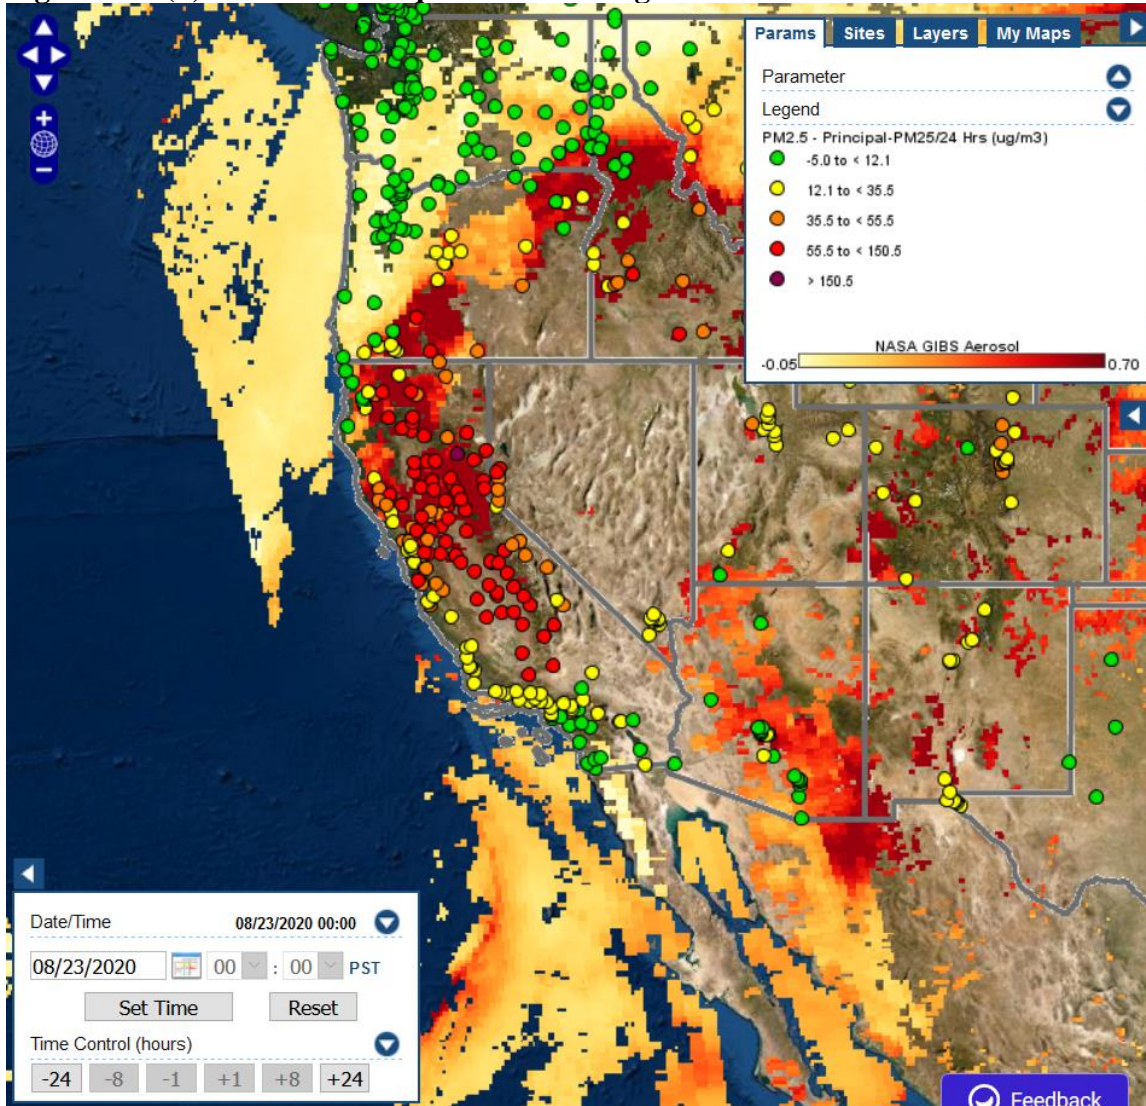 Params Sites Layers My Maps
Parameter
Legend
PM2.5 - Principal-PM25/24 Hrs (ug/m3)
-5.0 to < 12.1
12.1 to < 35.5
35.5 to < 55.5
55.5 to < 150.5
> 150.5
NASA GIBS Aerosol
-0.05 0.70
Date/Time 08/23/2020 00:00
08/23/2020 00 : 00 PST
Set Time Reset
Time Control (hours)
-24 -8 -1 +1 +8 +24
Feedback